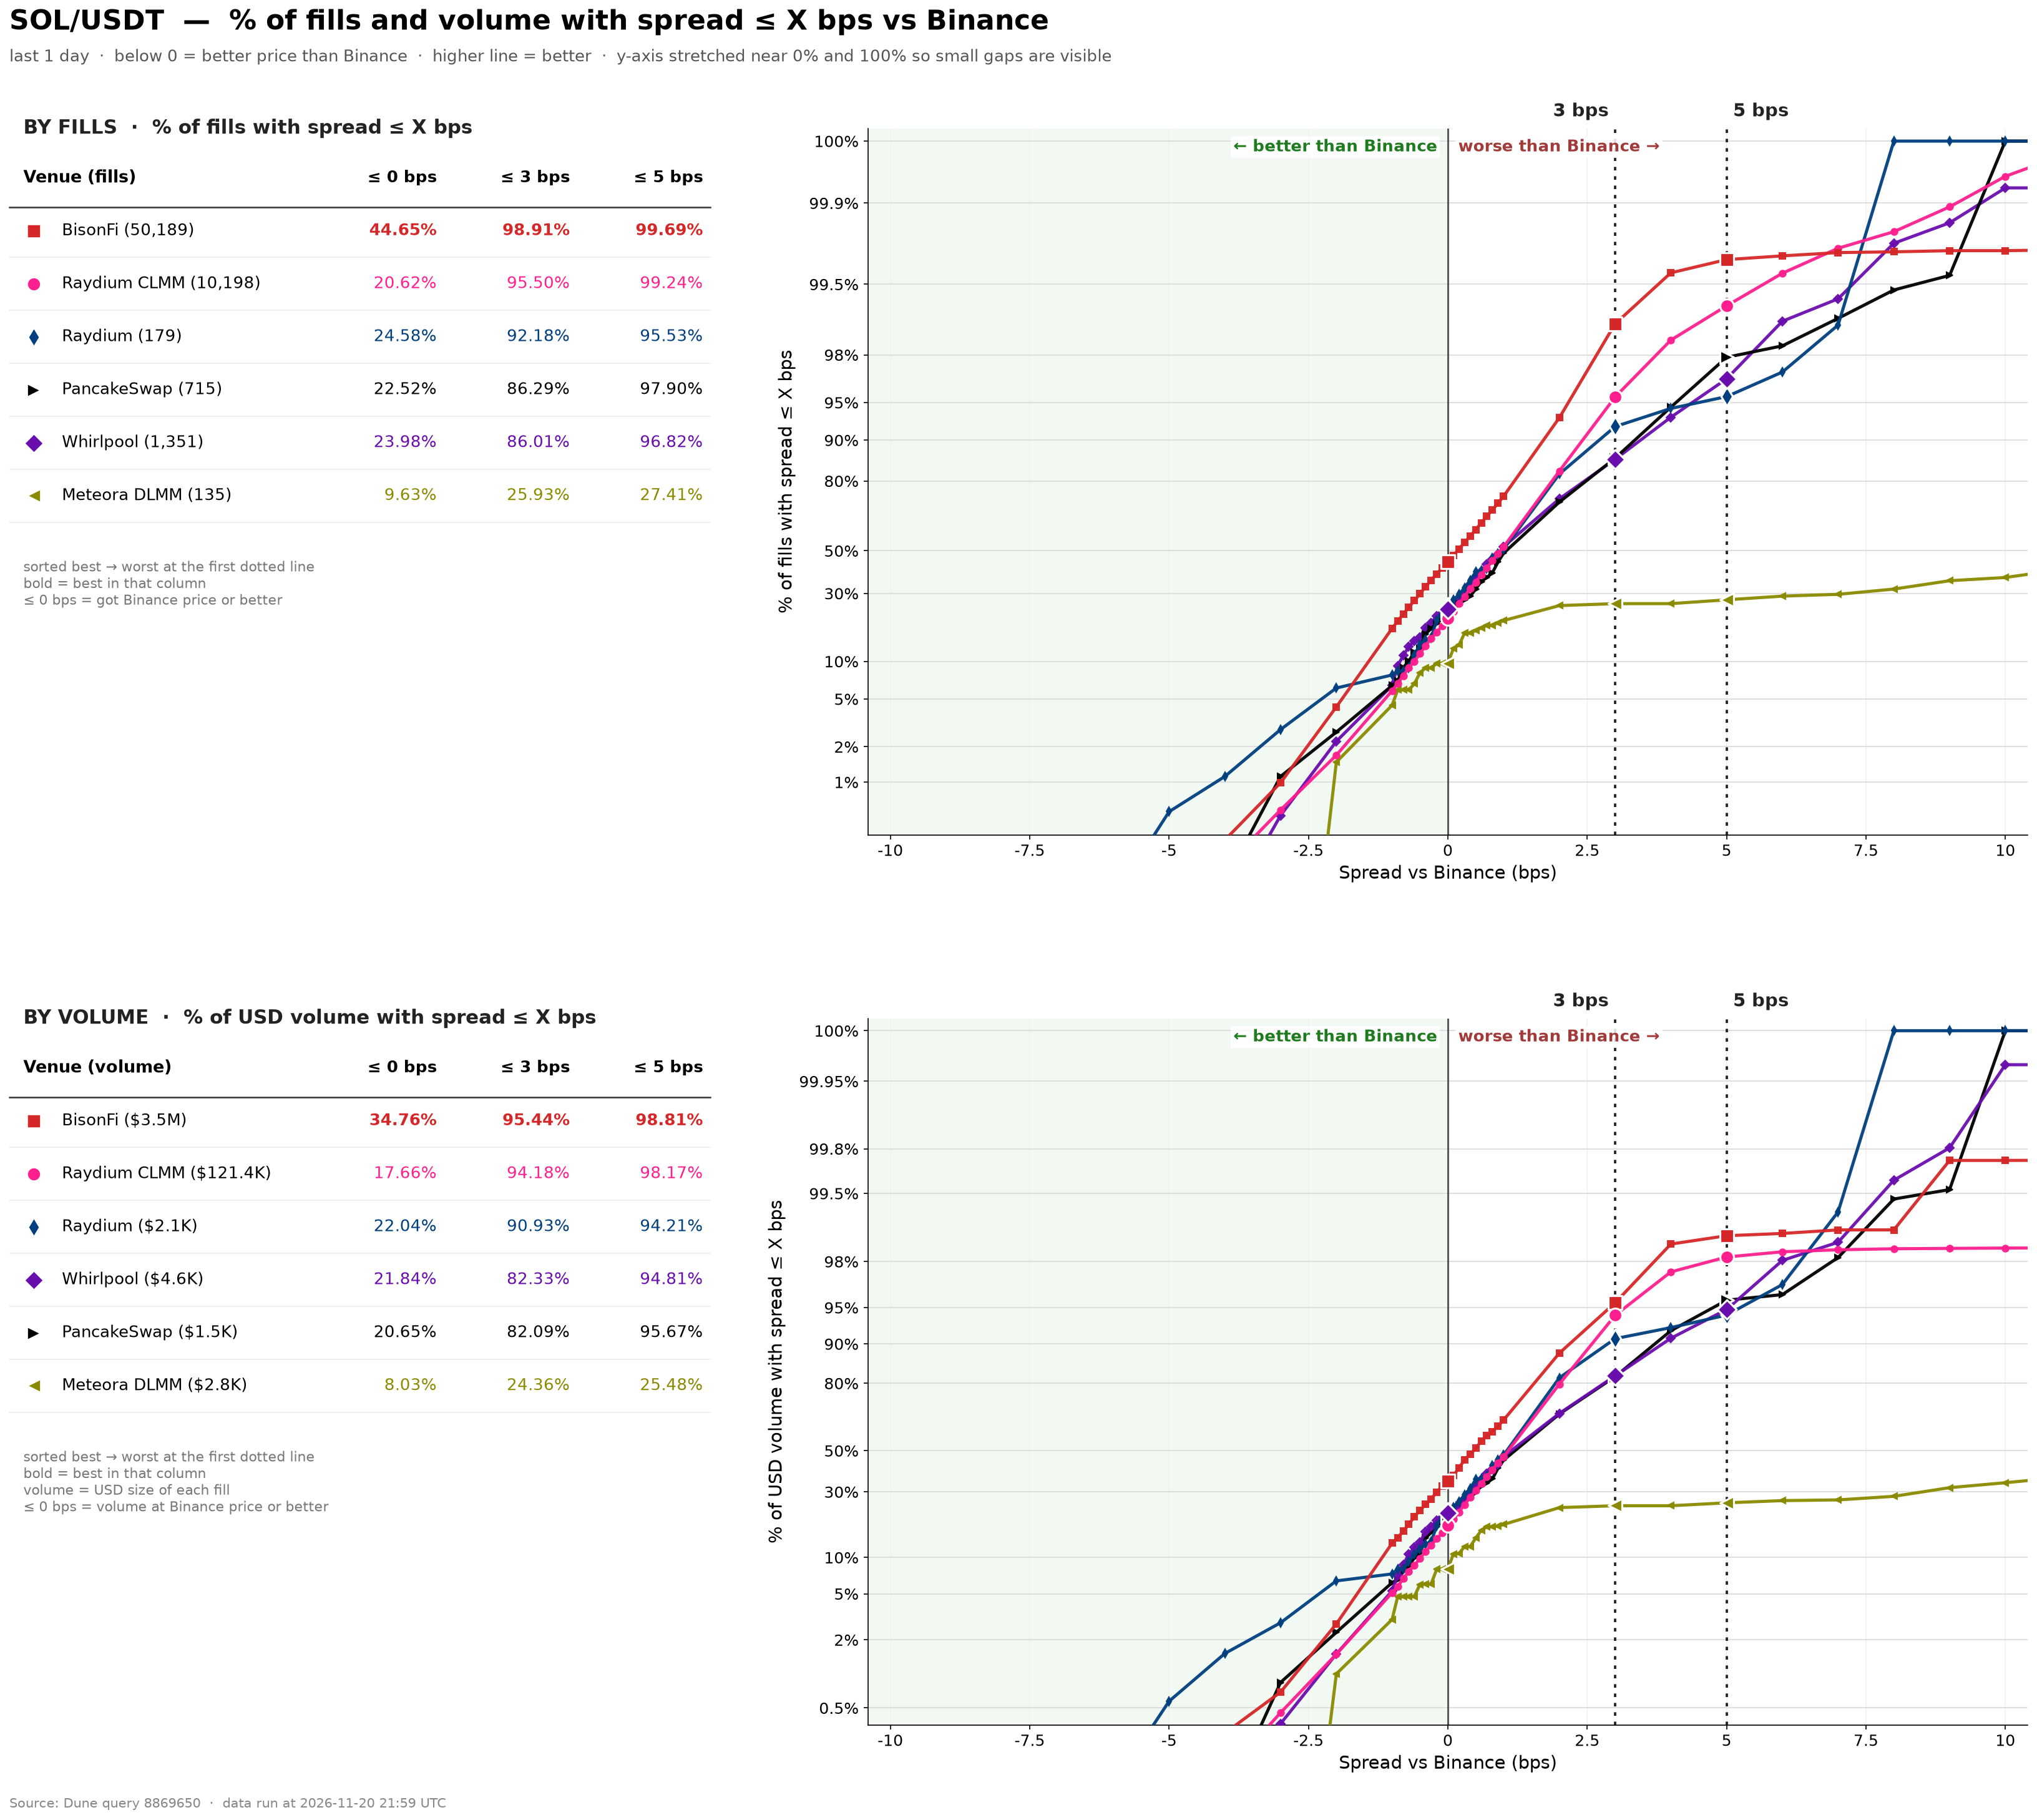 SOL/USDT — % of fills and volume with spread ≤ X bps vs Binance
last 1 day · below 0 = better price than Binance · higher line = better · y-axis stretched near 0% and 100% so small gaps are visible
BY FILLS · % of fills with spread ≤ X bps
Venue (fills) ≤ 0 bps ≤ 3 bps ≤ 5 bps
BisonFi (50,189) 44.65% 98.91% 99.69%
Raydium CLMM (10,198) 20.62% 95.50% 99.24%
Raydium (179) 24.58% 92.18% 95.53%
PancakeSwap (715) 22.52% 86.29% 97.90%
Whirlpool (1,351) 23.98% 86.01% 96.82%
Meteora DLMM (135) 9.63% 25.93% 27.41%
sorted best → worst at the first dotted line
bold = best in that column
≤ 0 bps = got Binance price or better
3 bps 5 bps
← better than Binance worse than Binance →
100%
99.9%
99.5%
98%
95%
90%
80%
50%
30%
10%
5%
2%
1%
% of fills with spread ≤ X bps
-10 -7.5 -5 -2.5 0 2.5 5 7.5 10
Spread vs Binance (bps)
BY VOLUME · % of USD volume with spread ≤ X bps
Venue (volume) ≤ 0 bps ≤ 3 bps ≤ 5 bps
BisonFi ($3.5M) 34.76% 95.44% 98.81%
Raydium CLMM ($121.4K) 17.66% 94.18% 98.17%
Raydium ($2.1K) 22.04% 90.93% 94.21%
Whirlpool ($4.6K) 21.84% 82.33% 94.81%
PancakeSwap ($1.5K) 20.65% 82.09% 95.67%
Meteora DLMM ($2.8K) 8.03% 24.36% 25.48%
sorted best → worst at the first dotted line
bold = best in that column
volume = USD size of each fill
≤ 0 bps = volume at Binance price or better
3 bps 5 bps
← better than Binance worse than Binance →
100%
99.95%
99.8%
99.5%
98%
95%
90%
80%
50%
30%
10%
5%
2%
0.5%
% of USD volume with spread ≤ X bps
-10 -7.5 -5 -2.5 0 2.5 5 7.5 10
Spread vs Binance (bps)
Source: Dune query 8869650 · data run at 2026-11-20 21:59 UTC